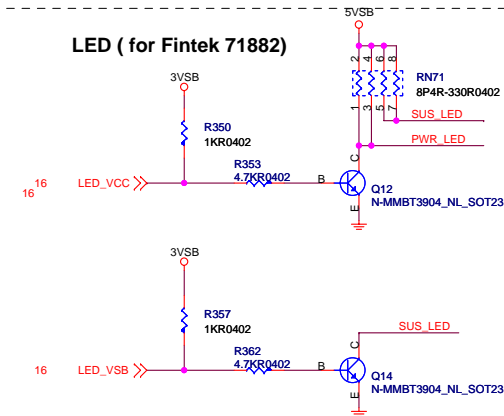 5VSB
LED ( for Fintek 71882)
3VSB
2
4
6
8
RN71
8P4R-330R0402
1
3
5
7
SUS_LED
R350
1KR0402
PWR_LED
R353
4.7KR0402
C
16
16
LED_VCC
B
Q12
N-MMBT3904_NL_SOT23
E
3VSB
R357
1KR0402
SUS_LED
R362
4.7KR0402
C
16
LED_VSB
B
Q14
N-MMBT3904_NL_SOT23
E